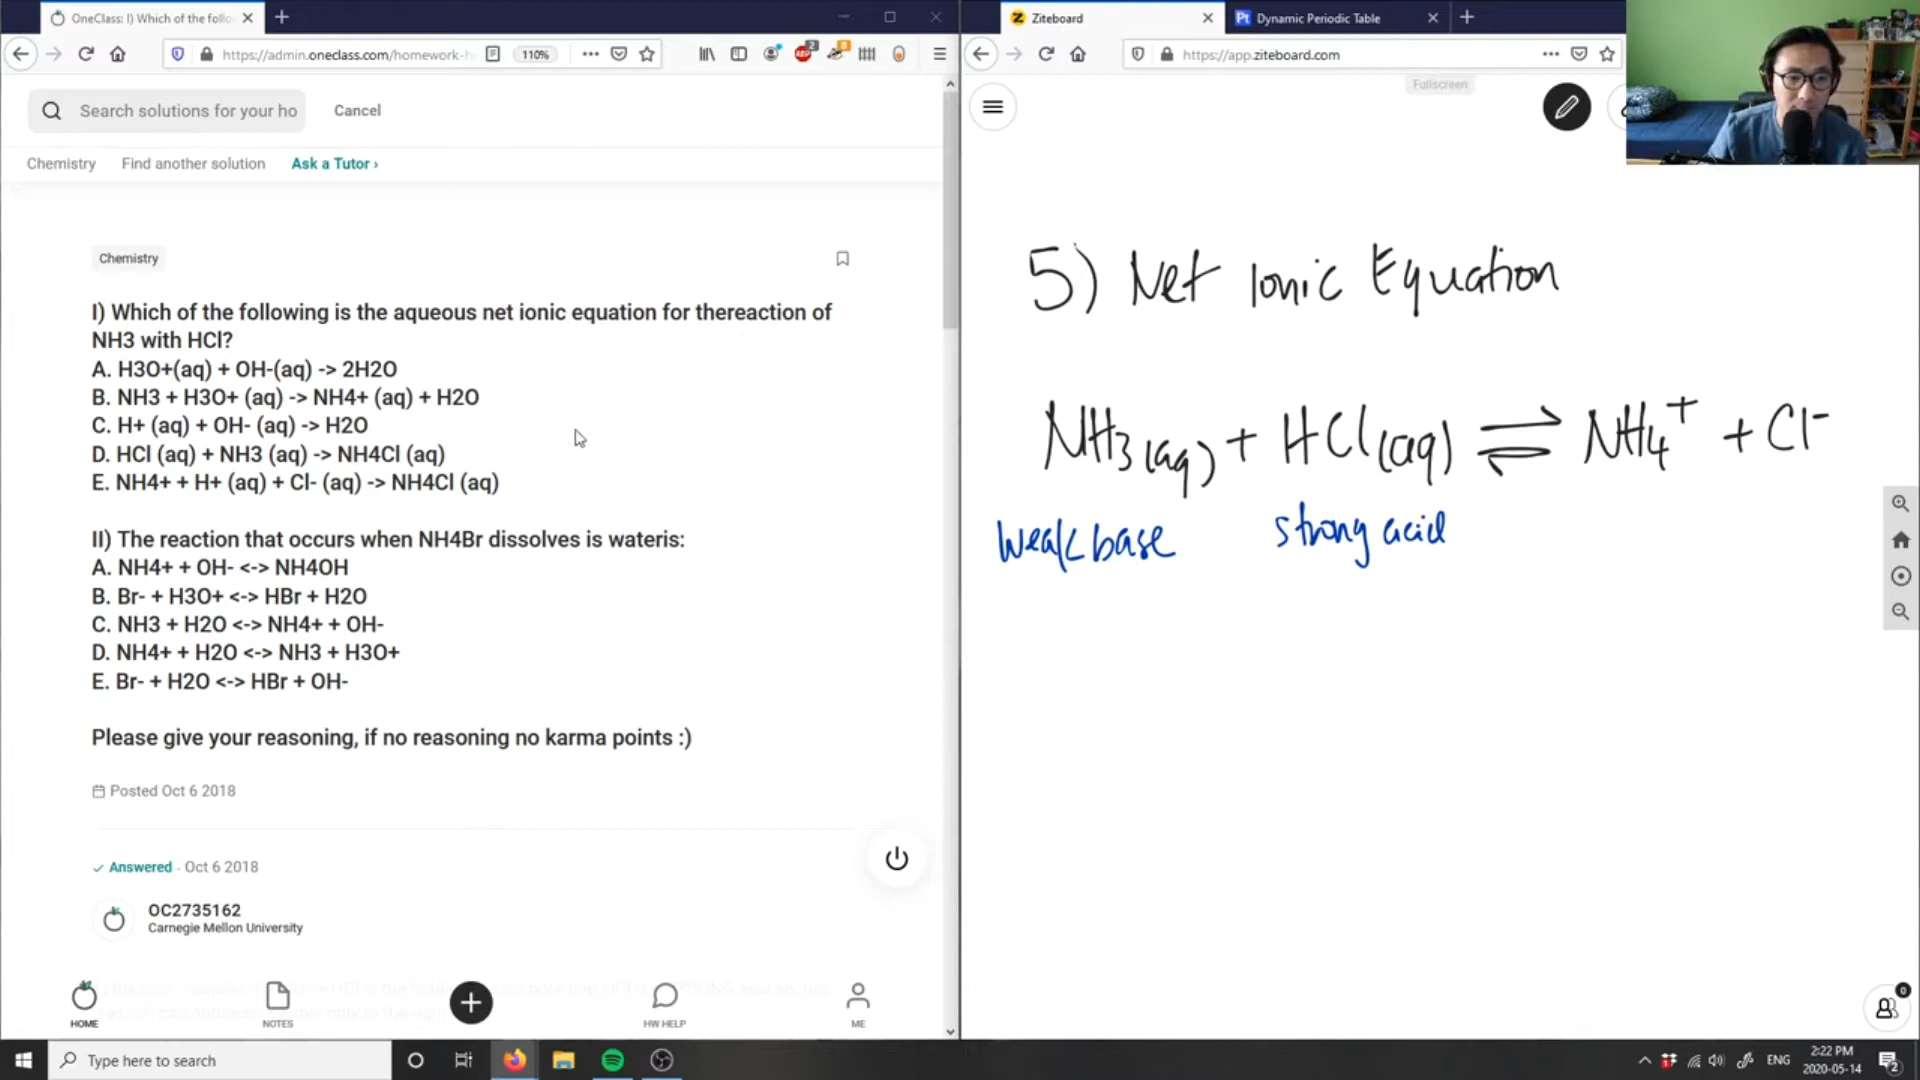 OneClass: I) Which of the follo
Ziteboard
Dynamic Periodic Table
https://admin.oneclass.com/homework-h
110%
2
8
https://app.ziteboard.com
Fullscreen
Search solutions for your ho
Cancel
Chemistry
Find another solution
Ask a Tutor ›
Chemistry
I) Which of the following is the aqueous net ionic equation for thereaction of
NH3 with HCl?
A. H3O+(aq) + OH-(aq) -> 2H2O
B. NH3 + H3O+ (aq) -> NH4+ (aq) + H2O
C. H+ (aq) + OH- (aq) -> H2O
D. HCl (aq) + NH3 (aq) -> NH4Cl (aq)
E. NH4+ + H+ (aq) + Cl- (aq) -> NH4Cl (aq)
II) The reaction that occurs when NH4Br dissolves is wateris:
A. NH4+ + OH- <-> NH4OH
B. Br- + H3O+ <-> HBr + H2O
C. NH3 + H2O <-> NH4+ + OH-
D. NH4+ + H2O <-> NH3 + H3O+
E. Br- + H2O <-> HBr + OH-
Please give your reasoning, if no reasoning no karma points :)
Posted Oct 6 2018
Answered · Oct 6 2018
OC2735162
Carnegie Mellon University
HOME
NOTES
HW HELP
ME
5) Net Ionic Equation
NH3(aq) + HCl(aq) ⇌ NH4+ + Cl-
weak base strong acid
0
Type here to search
ENG
2:22 PM
2020-05-14
2